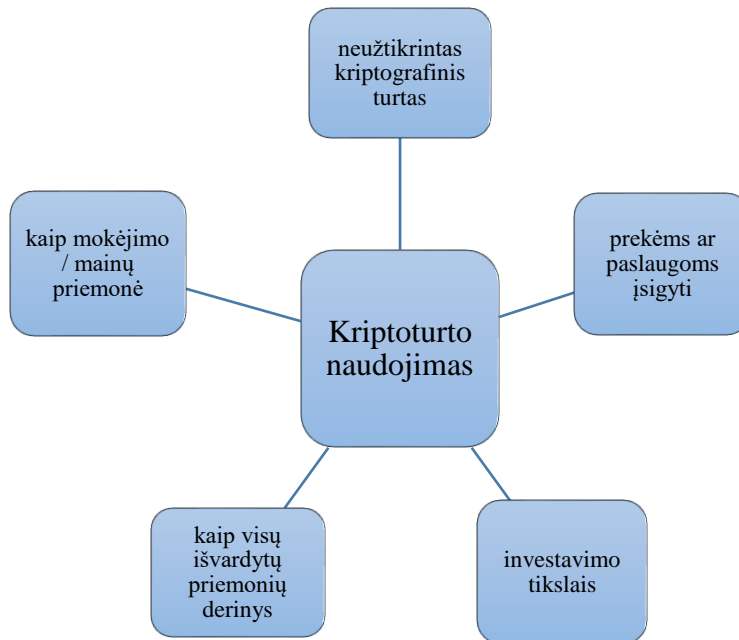 neužtikrintas
kriptografinis
turtas
kaip mokėjimo
/ mainų
priemonė
prekėms ar
paslaugoms
įsigyti
Kriptoturto
naudojimas
kaip visų
išvardytų
priemonių
derinys
investavimo
tikslais